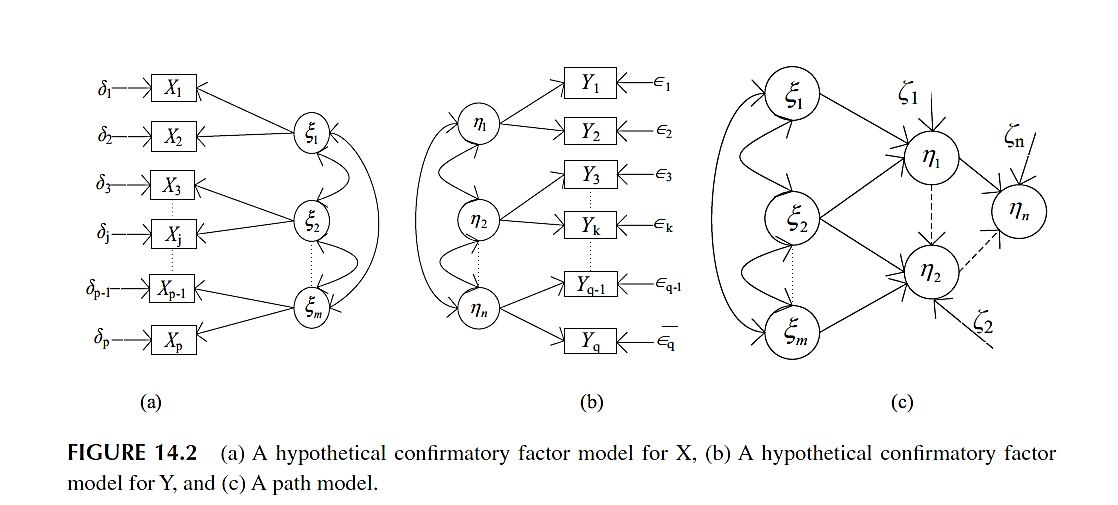 δ1 X1
δ2 X2
δ3 X3
δj Xj
δp-1 Xp-1
δp Xp
ξ1
ξ2
ξm
(a)
η1
η2
ηn
Y1 ∈1
Y2 ∈2
Y3 ∈3
Yk ∈k
Yq-1 ∈q-1
Yq ∈q
(b)
ξ1
ξ2
ξm
ζ1
η1
ζn
ηn
η2
ζ2
(c)
FIGURE 14.2 (a) A hypothetical confirmatory factor model for X, (b) A hypothetical confirmatory factor
model for Y, and (c) A path model.